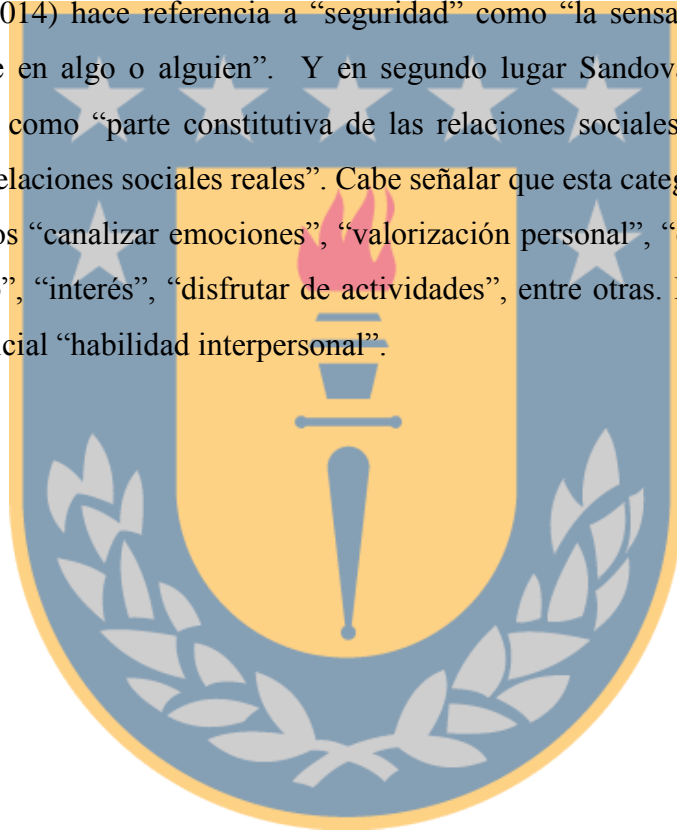 014) hace referencia a “seguridad” como “la sensa
en algo o alguien”. Y en segundo lugar Sandova
como “parte constitutiva de las relaciones sociales
elaciones sociales reales”. Cabe señalar que esta categ
os “canalizar emociones”, “valorización personal”, “
”, “interés”, “disfrutar de actividades”, entre otras.
cial “habilidad interpersonal”.